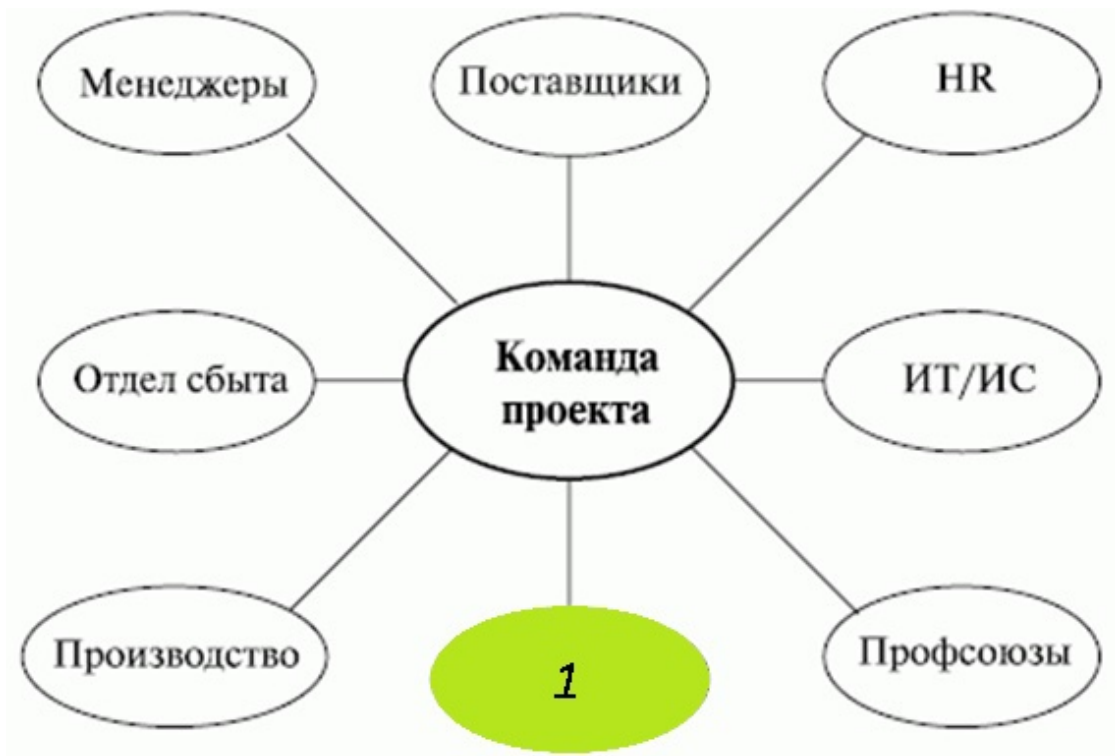 Менеджеры
Поставщики
HR
Отдел сбыта
Команда
проекта
ИТ/ИС
Производство
1
Профсоюзы